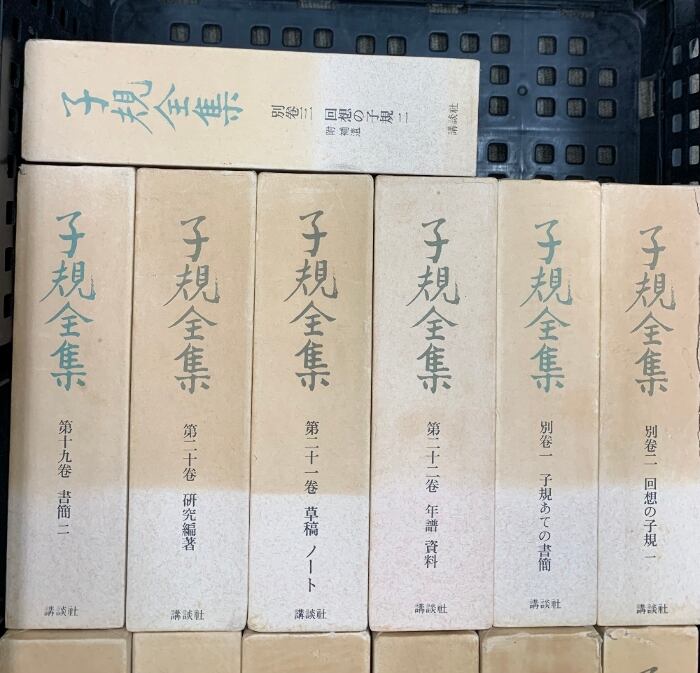 子規全集
別巻三
回想の子規 二
附 補遺
講談社
子規全集
第十九巻 書簡 二
講談社
子規全集
第二十巻 研究編著
講談社
子規全集
第二十一巻 草稿 ノート
講談社
子規全集
第二十二巻 年譜 資料
講談社
子規全集
別巻一 子規あての書簡
講談社
子規全集
別巻二 回想の子規 一
講談社